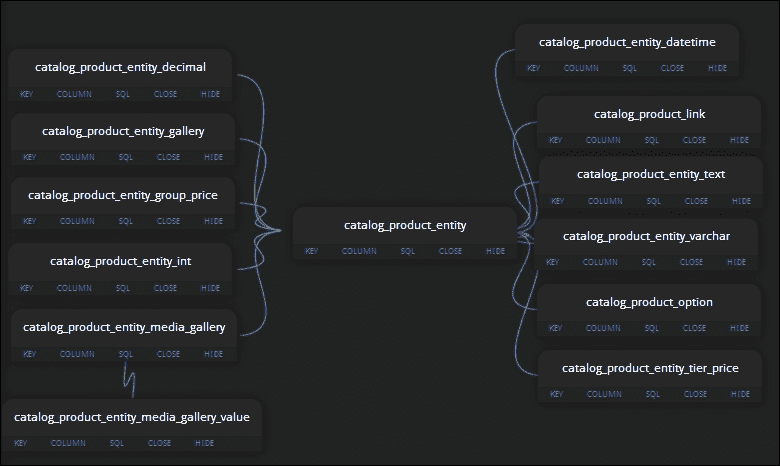 catalog_product_entity_decimal
KEY COLUMN SQL CLOSE HIDE
catalog_product_entity_gallery
KEY COLUMN SQL CLOSE HIDE
catalog_product_entity_group_price
KEY COLUMN SQL CLOSE HIDE
catalog_product_entity_int
KEY COLUMN SQL CLOSE HIDE
catalog_product_entity_media_gallery
KEY COLUMN SQL CLOSE HIDE
catalog_product_entity_media_gallery_value
KEY COLUMN SQL CLOSE HIDE
catalog_product_entity
KEY COLUMN SQL CLOSE HIDE
catalog_product_entity_datetime
KEY COLUMN SQL CLOSE HIDE
catalog_product_link
KEY COLUMN SQL CLOSE HIDE
catalog_product_entity_text
KEY COLUMN SQL CLOSE HIDE
catalog_product_entity_varchar
KEY COLUMN SQL CLOSE HIDE
catalog_product_option
KEY COLUMN SQL CLOSE HIDE
catalog_product_entity_tier_price
KEY COLUMN SQL CLOSE HIDE